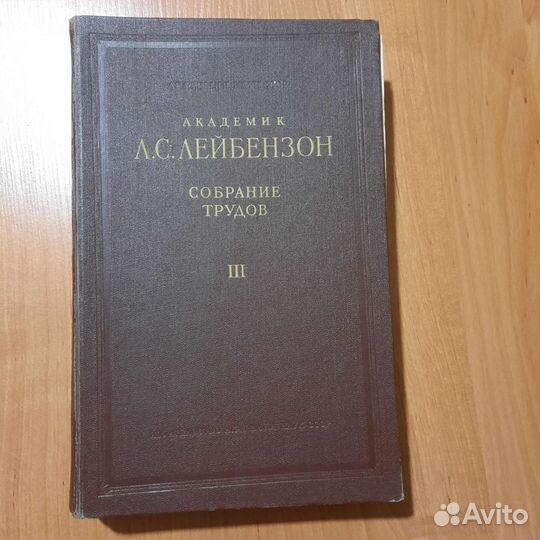 АКАДЕМИК
Л.С.ЛЕЙБЕНЗОН
СОБРАНИЕ
ТРУДОВ
III
Avito